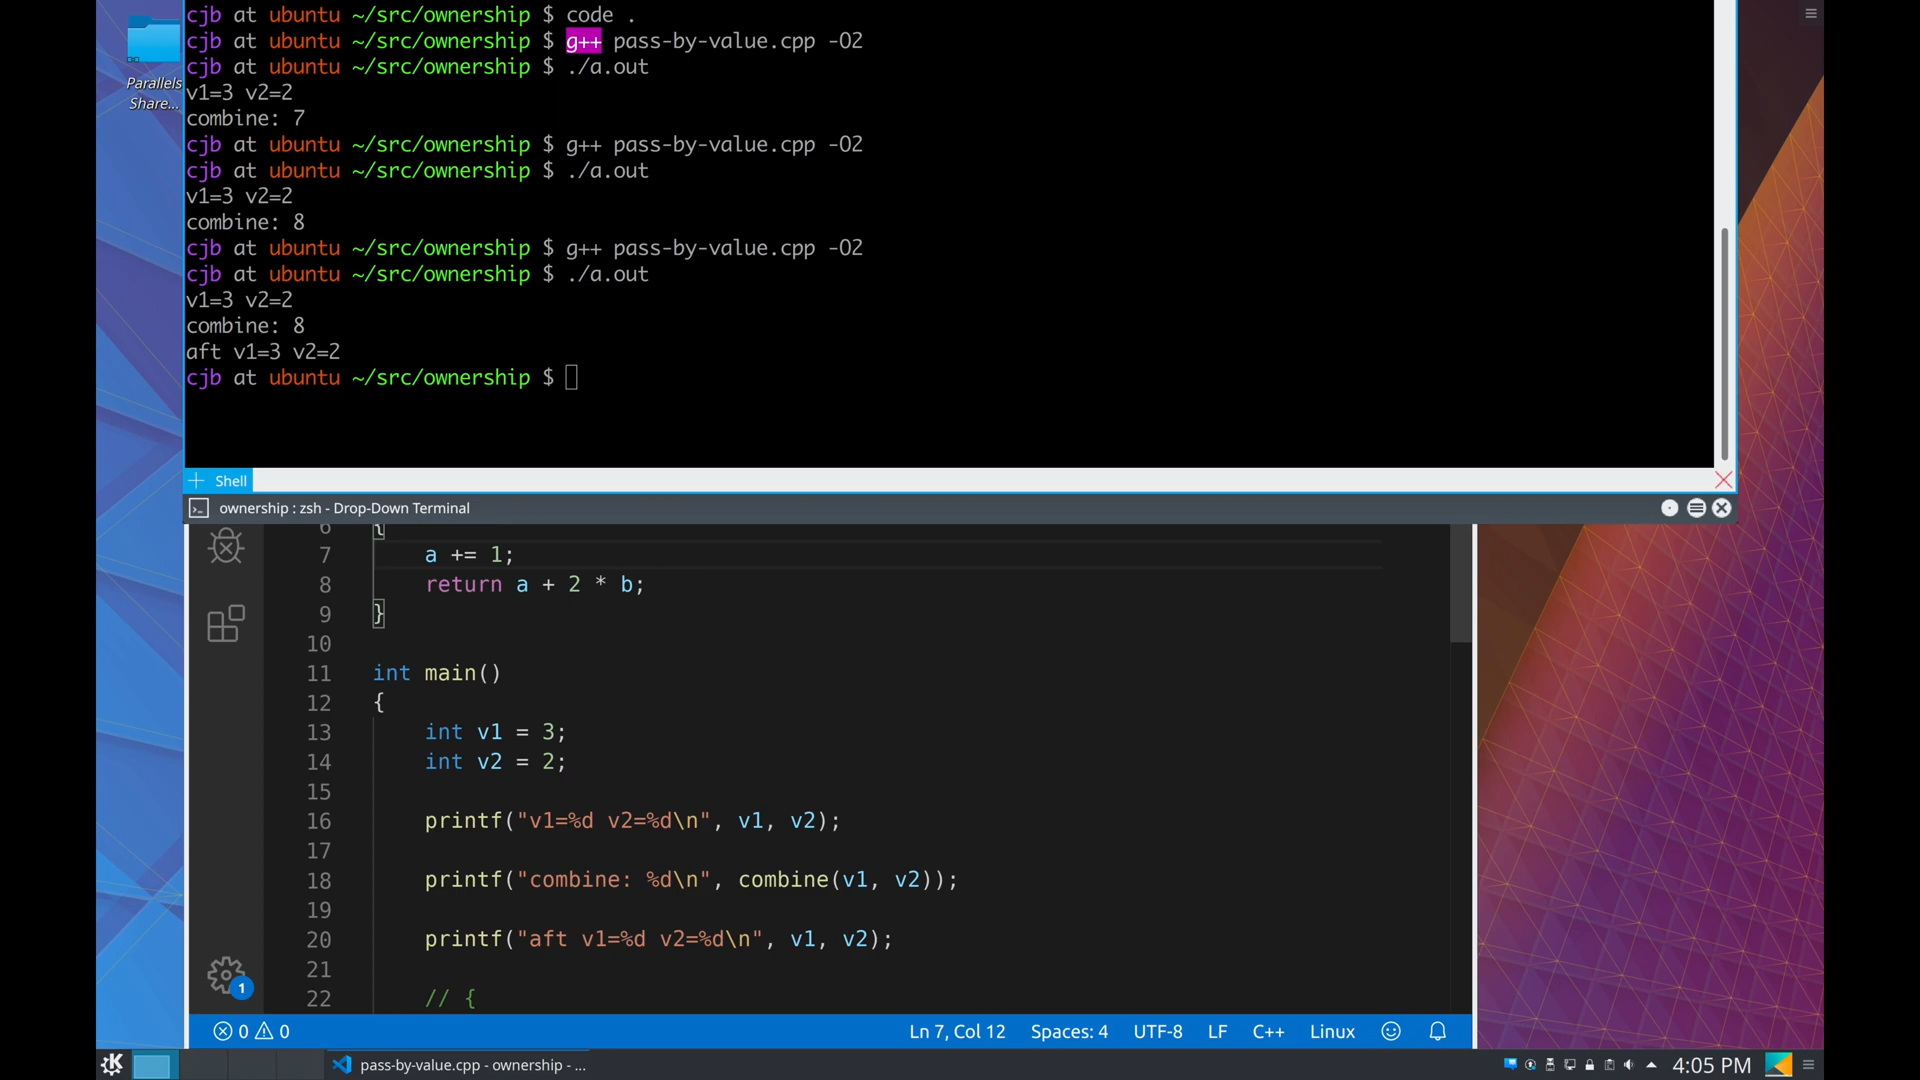 cjb at ubuntu ~/src/ownership $ code .
cjb at ubuntu ~/src/ownership $ g++ pass-by-value.cpp -O2
cjb at ubuntu ~/src/ownership $ ./a.out
v1=3 v2=2
combine: 7
cjb at ubuntu ~/src/ownership $ g++ pass-by-value.cpp -O2
cjb at ubuntu ~/src/ownership $ ./a.out
v1=3 v2=2
combine: 8
cjb at ubuntu ~/src/ownership $ g++ pass-by-value.cpp -O2
cjb at ubuntu ~/src/ownership $ ./a.out
v1=3 v2=2
combine: 8
aft v1=3 v2=2
cjb at ubuntu ~/src/ownership $
Parallels
Share...
Shell
ownership : zsh - Drop-Down Terminal
6 {
7 a += 1;
8 return a + 2 * b;
9 }
10
11 int main()
12 {
13 int v1 = 3;
14 int v2 = 2;
15
16 printf("v1=%d v2=%d\n", v1, v2);
17
18 printf("combine: %d\n", combine(v1, v2));
19
20 printf("aft v1=%d v2=%d\n", v1, v2);
21
22 // {
1
0 0 Ln 7, Col 12 Spaces: 4 UTF-8 LF C++ Linux
pass-by-value.cpp - ownership - ... 4:05 PM